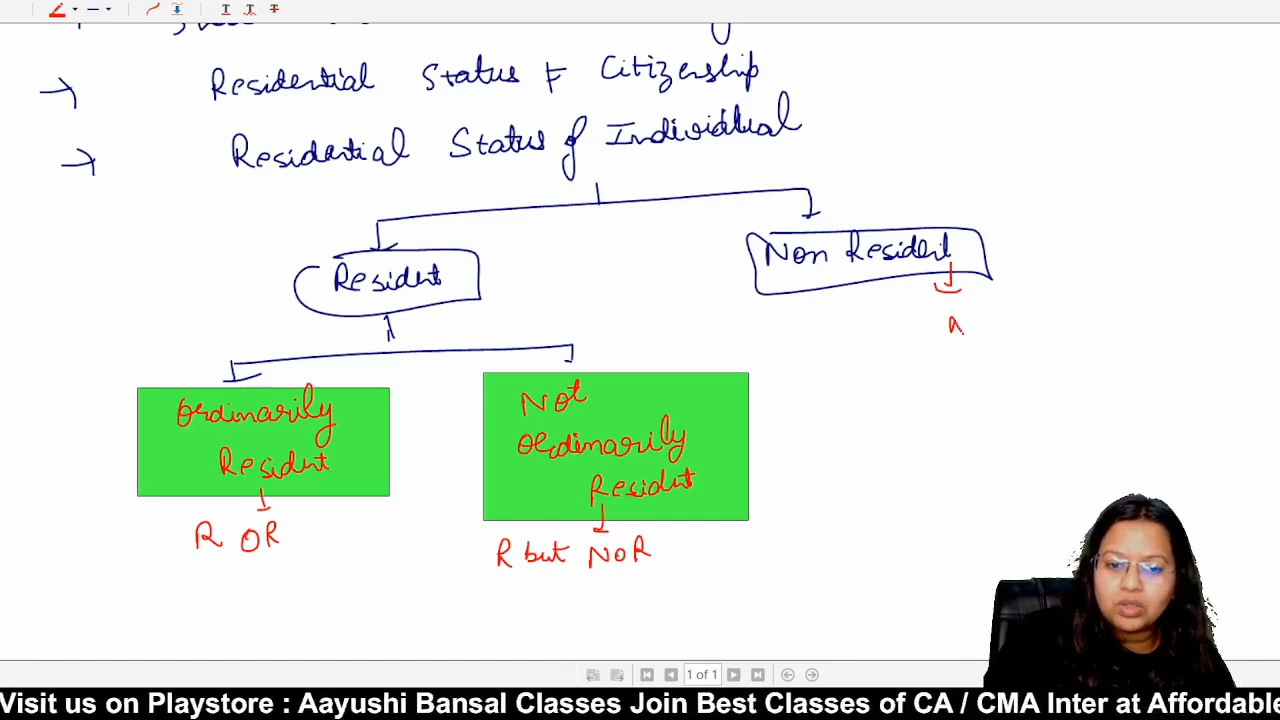 → Residential Status ≠ Citizenship
→ Residential Status of Individual
Resident
Non Resident
Ordinarily
Resident
R OR
Not
Ordinarily
Resident
R but NOR
1 of 1
Visit us on Playstore : Aayushi Bansal Classes Join Best Classes of CA / CMA Inter at Affordable